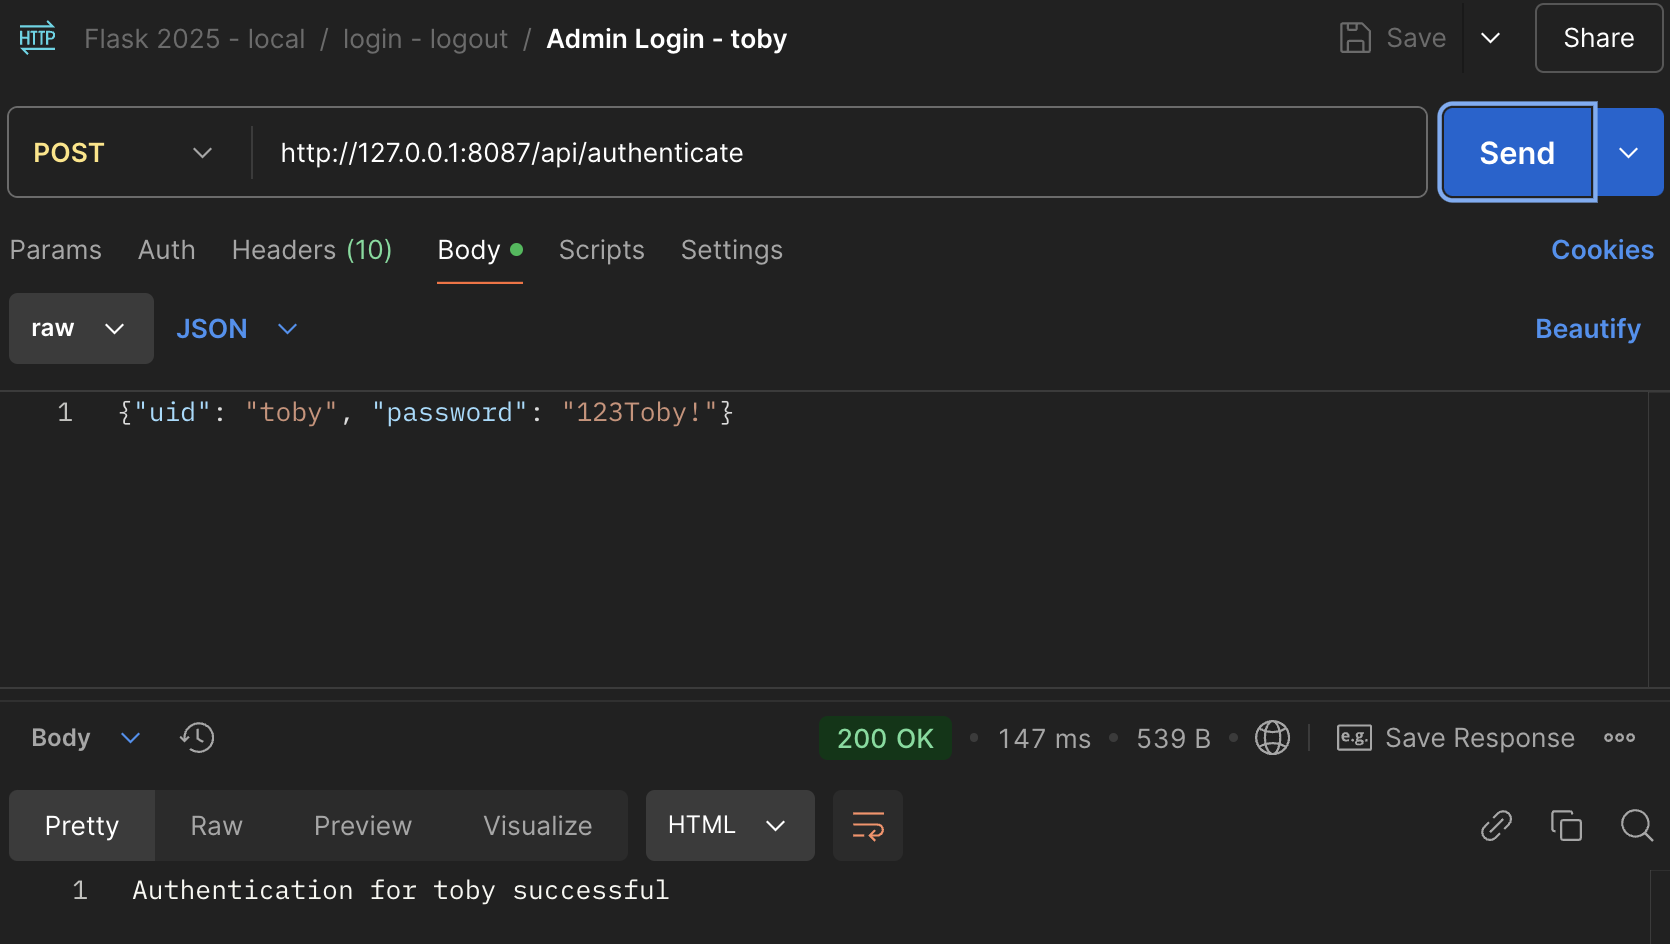 HTTP Flask 2025 - local / login - logout / Admin Login - toby Save Share
POST http://127.0.0.1:8087/api/authenticate Send
Params Auth Headers (10) Body Scripts Settings Cookies
raw JSON Beautify
1 {"uid": "toby", "password": "123Toby!"}
Body 200 OK • 147 ms • 539 B • e.g. Save Response
Pretty Raw Preview Visualize HTML
1 Authentication for toby successful